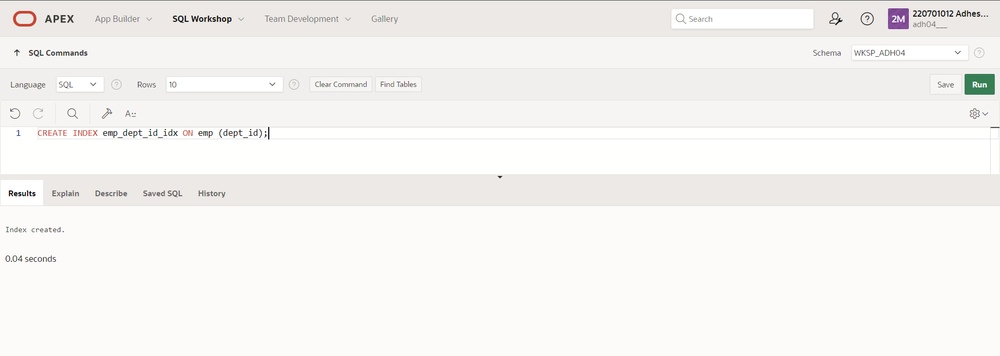 APEX App Builder SQL Workshop Team Development Gallery Search ? 2M 220701012 Adhes...
adh04___
SQL Commands Schema WKSP_ADH04 ?
Language SQL ? Rows 10 ? Clear Command Find Tables Save Run
A::
1 CREATE INDEX emp_dept_id_idx ON emp (dept_id);
Results Explain Describe Saved SQL History
Index created.
0.04 seconds